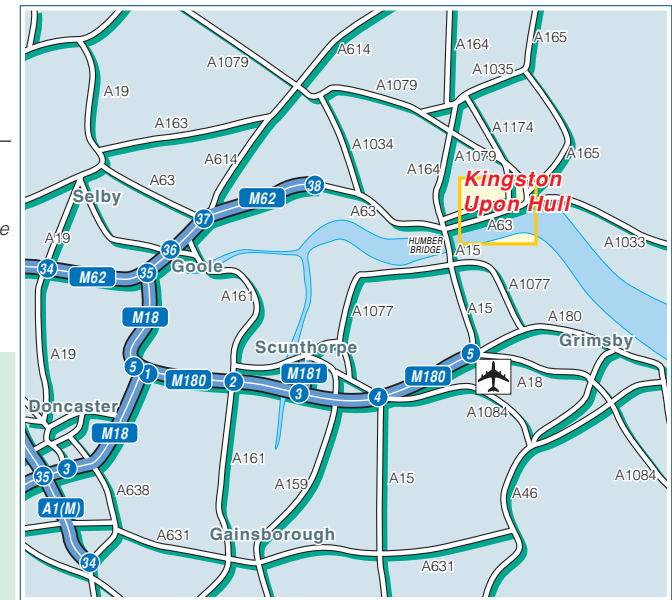 A614
A164
A165
A1079
A1035
A19
A1079
A163
A1174
A1034
A614
A1079
A165
A164
A63
Kingston
Upon Hull
38
M62
Selby
A63
37
A63
e
A19
36
HUMBER
BRIDGE
A15
A1033
34
M62
35
Goole
A1077
A161
A1077
A15
M18
A180
Scunthorpe
Grimsby
A19
5
5
1
M180
2
M181
M180
3
4
A18
Doncaster
A1084
M18
A161
A159
A15
35
3
A1084
A638
A46
A1(M)
A631
Gainsborough
34
A631